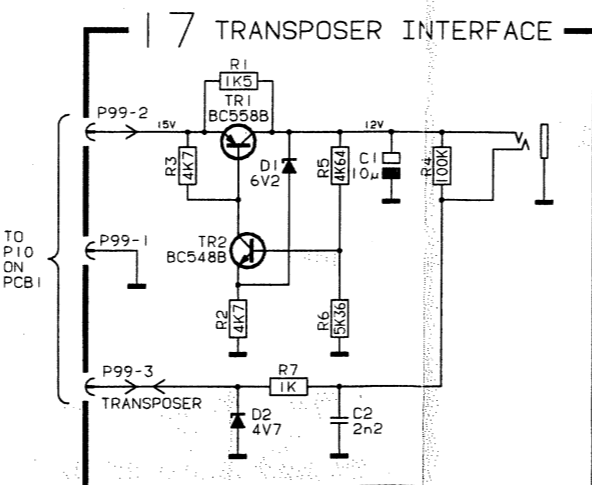 17 TRANSPOSER INTERFACE
R1
1K5
TR1
BC558B
P99-2
15V
12V
R3
4K7
D1
6V2
R5
4K64
C1
10µ
R4
100K
TO
P10
ON
PCB1
P99-1
TR2
BC548B
R2
4K7
R6
5K36
P99-3
TRANSPOSER
R7
1K
D2
4V7
C2
2n2